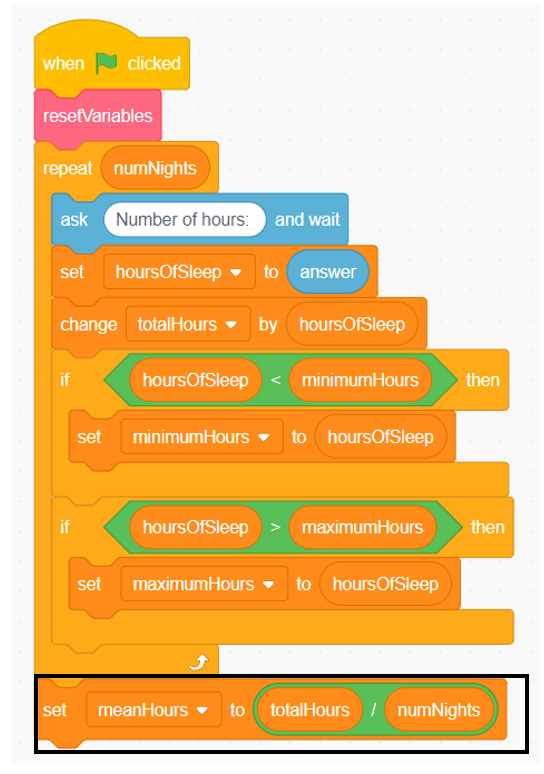 when clicked
resetVariables
repeat numNights
ask Number of hours: and wait
set hoursOfSleep to answer
change totalHours by hoursOfSleep
if hoursOfSleep < minimumHours then
set minimumHours to hoursOfSleep
if hoursOfSleep > maximumHours then
set maximumHours to hoursOfSleep
set meanHours to totalHours / numNights